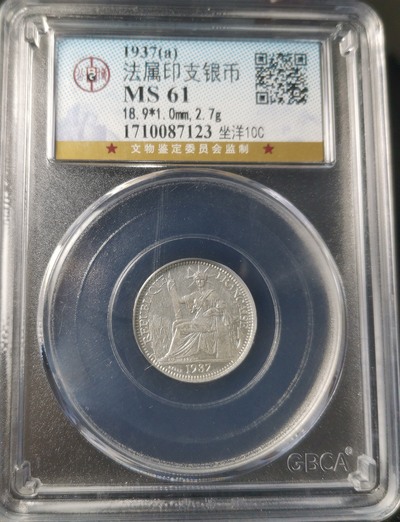 1937(a)
法属印支银币
MS 61
18.9*1.0mm,2.7g
1710087123 坐洋10C
★ 文物鉴定委员会监制 ★
REPUBLIQUE FRANÇAISE
1937
GBCA®